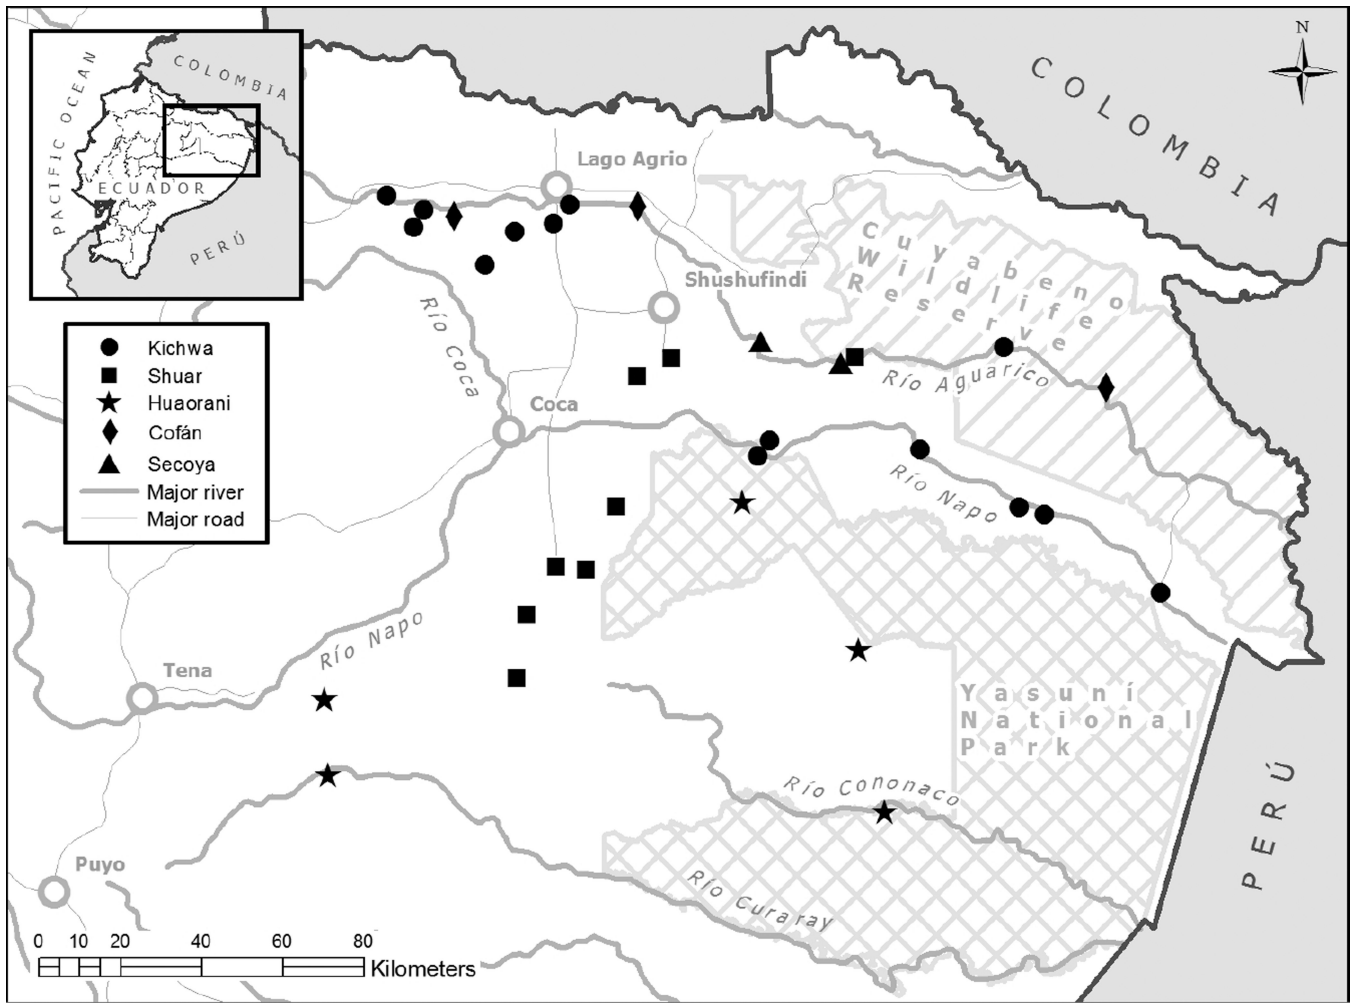 N
COLOMBIA
PACIFIC OCEAN
COLOMBIA
ECUADOR
PERÚ
Lago Agrio
Cuyabeno
Wildlife
Reserve
Shushufindi
Río Coca
Kichwa
Shuar
Huaorani
Cofán
Secoya
Major river
Major road
Río Aguarico
Coca
Río Napo
Río Napo
Tena
Yasuní
National
Park
Río Cononaco
PERÚ
Puyo
Río Curaray
0 10 20 40 60 80
Kilometers